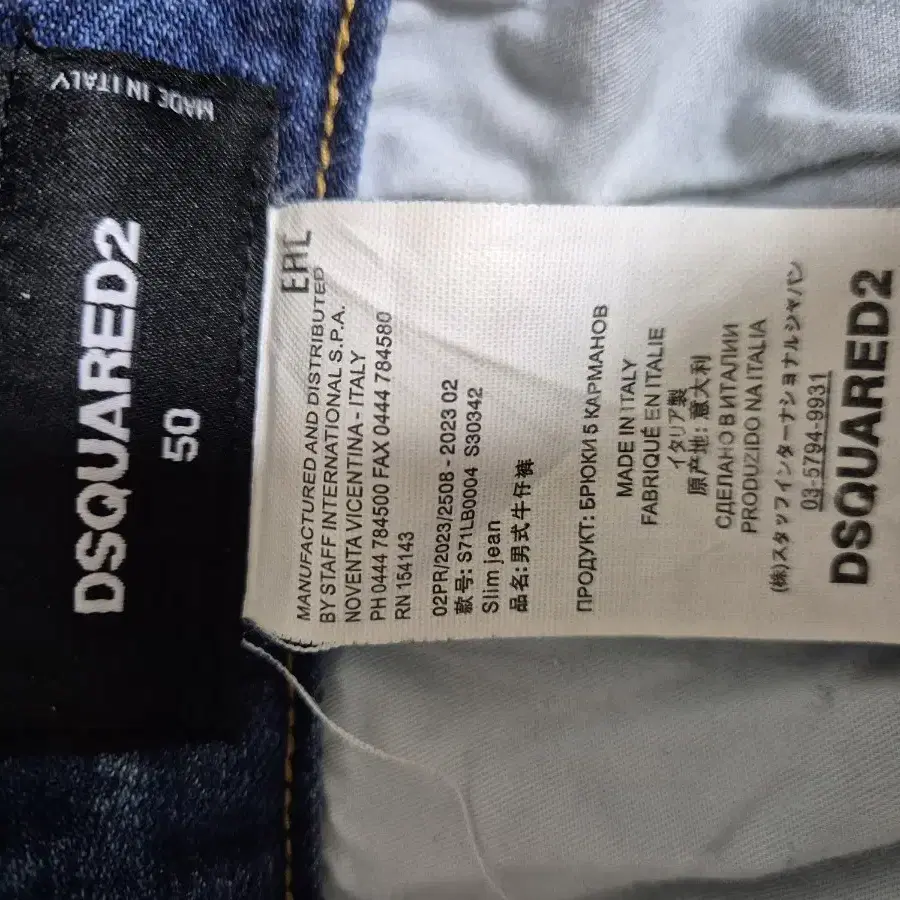 MADE IN ITALY
DSQUARED2
50
EAC
MANUFACTURED AND DISTRIBUTED
BY STAFF INTERNATIONAL S.P.A.
NOVENTA VICENTINA - ITALY
PH 0444 784500 FAX 0444 784580
RN 154143
02PR/2023/2508 - 2023 02
款号: S71LB0004 S30342
Slim jean
品名: 男式牛仔裤
ПРОДУКТ: БРЮКИ 5 КАРМАНОВ
MADE IN ITALY
FABRIQUÉ EN ITALIE
イタリア製
原产地: 意大利
СДЕЛАНО В ИТАЛИИ
PRODUZIDO NA ITALIA
(株)スタッフインターナショナルジャパン
03-5794-9931
DSQUARED2